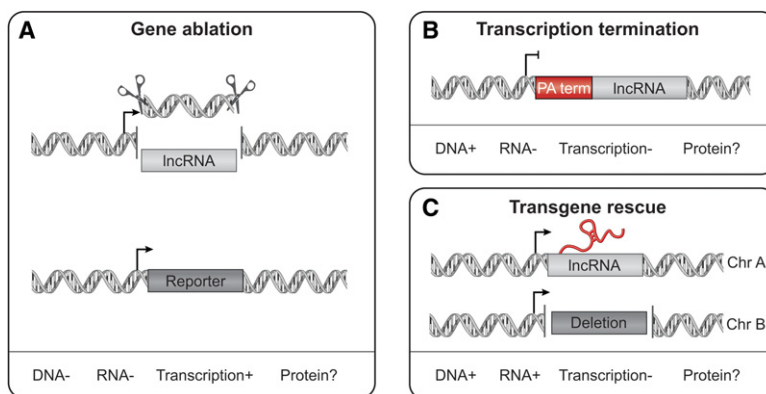 A
Gene ablation
lncRNA
Reporter
DNA- RNA- Transcription+ Protein?
B
Transcription termination
PA term lncRNA
DNA+ RNA- Transcription- Protein?
C
Transgene rescue
lncRNA Chr A
Deletion Chr B
DNA+ RNA+ Transcription- Protein?